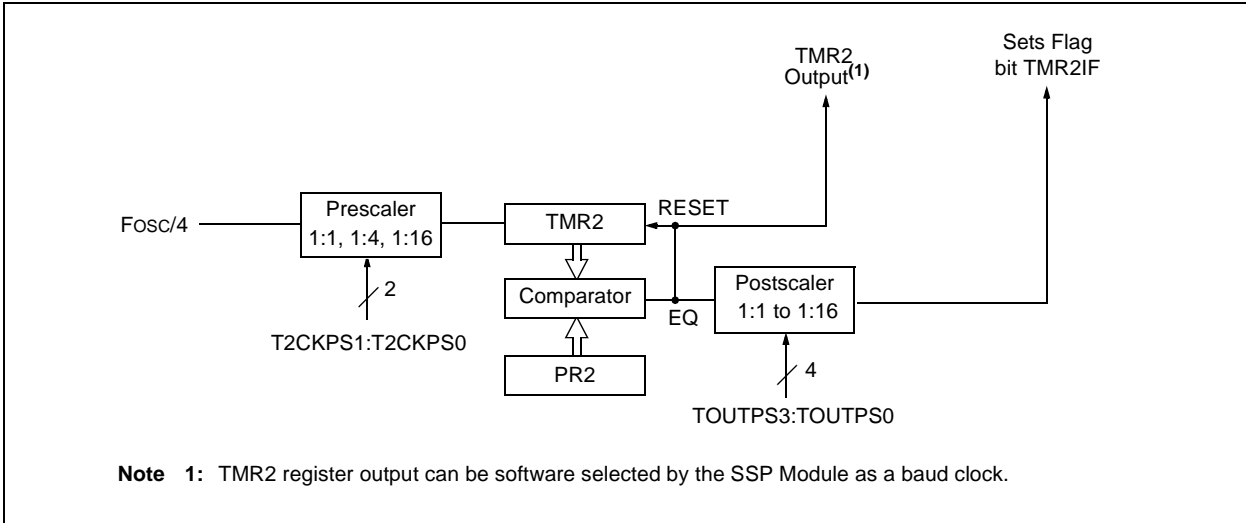 Sets Flag
bit TMR2IF
TMR2
Output(1)
RESET
Prescaler
1:1, 1:4, 1:16
FOSC/4
TMR2
2
Comparator
EQ
Postscaler
1:1 to 1:16
T2CKPS1:T2CKPS0
PR2
4
TOUTPS3:TOUTPS0
Note 1: TMR2 register output can be software selected by the SSP Module as a baud clock.